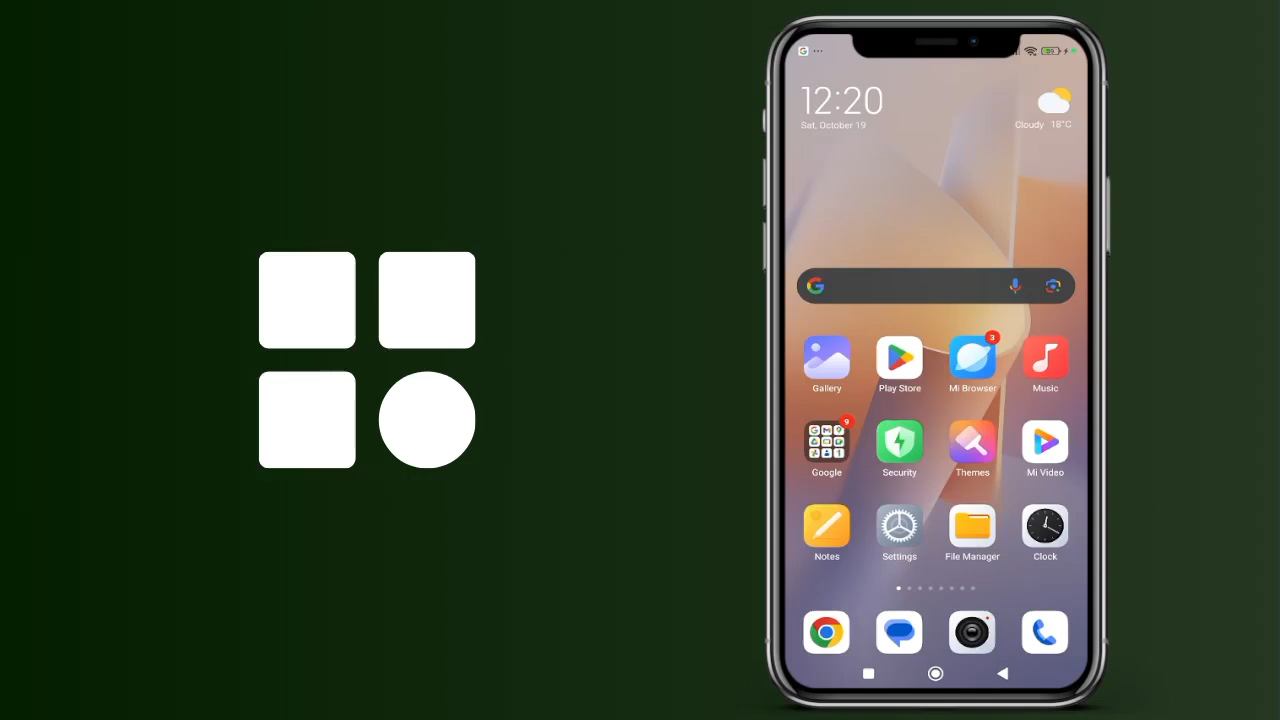 12:20
Sat, October 19
Cloudy 18°C
3
Gallery
Play Store
Mi Browser
Music
9
Google
Security
Themes
Mi Video
Notes
Settings
File Manager
Clock